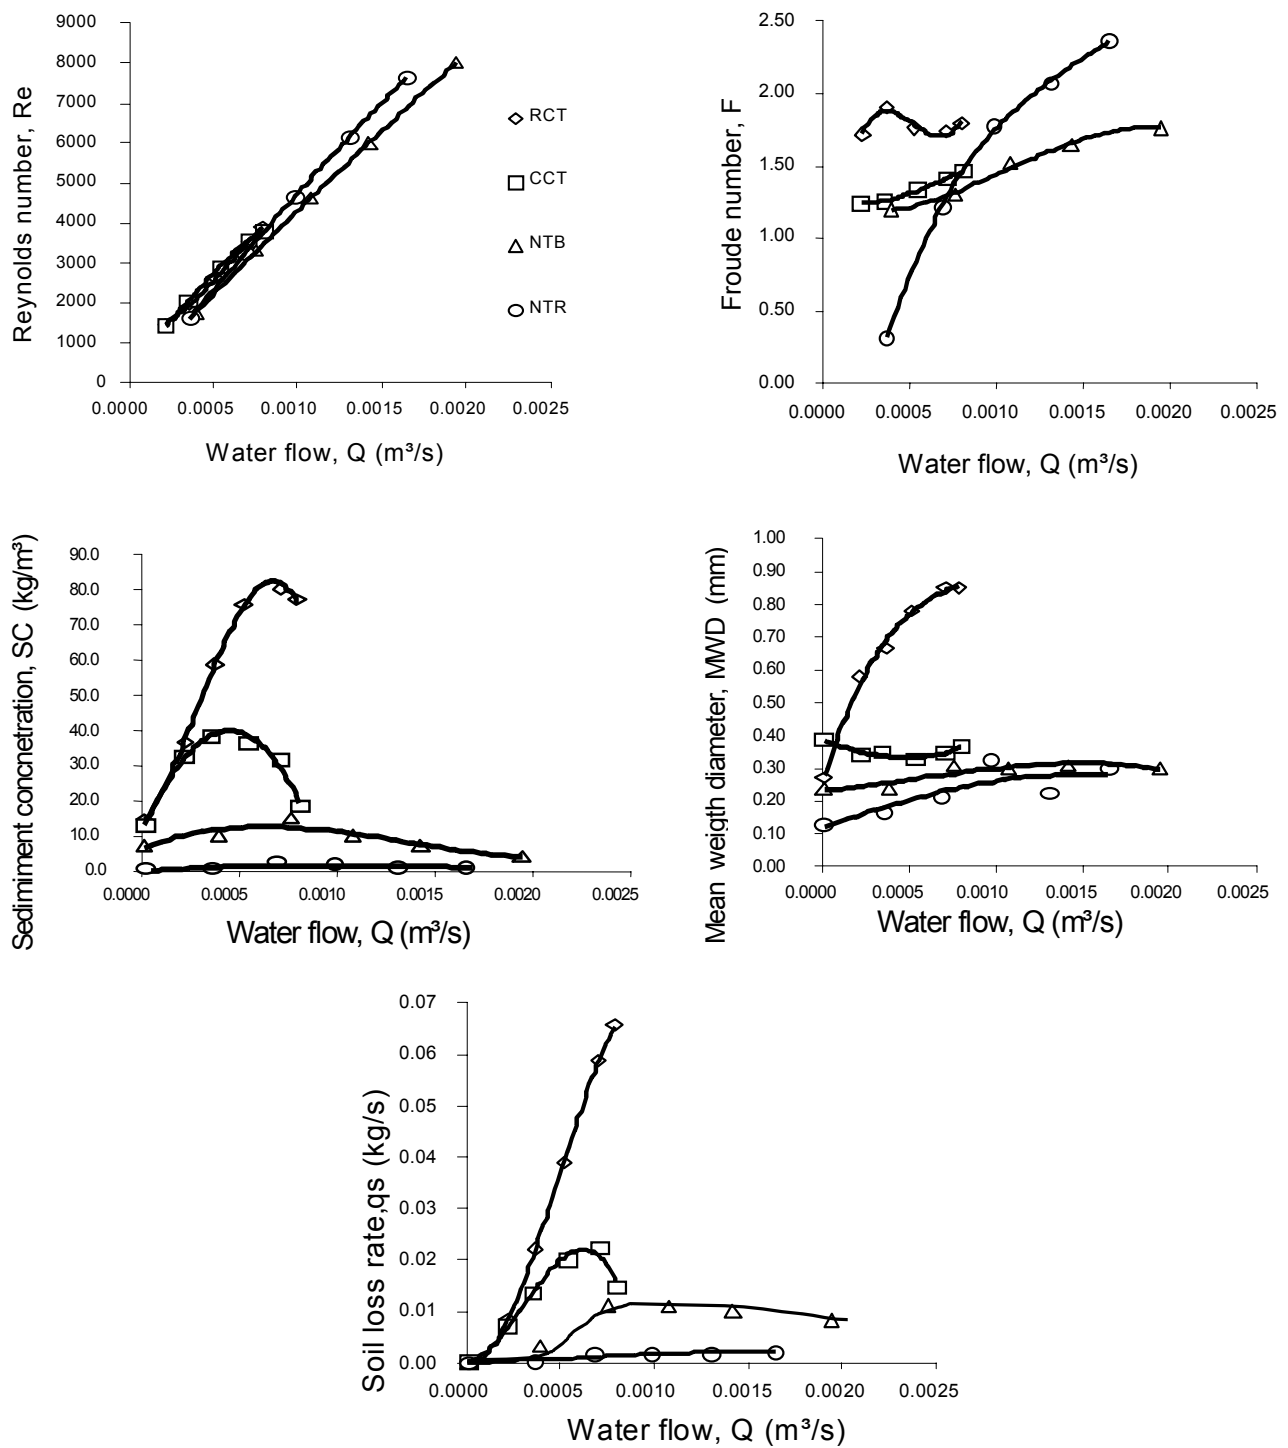 Reynolds number, Re
9000
8000
7000
6000
5000
4000
3000
2000
1000
0
0.0000 0.0005 0.0010 0.0015 0.0020 0.0025
Water flow, Q (m³/s)
RCT
CCT
NTB
NTR
Froude number, F
2.50
2.00
1.50
1.00
0.50
0.00
0.0000 0.0005 0.0010 0.0015 0.0020 0.0025
Water flow, Q (m³/s)
Sedimiment concnetration, SC (kg/m³)
90.0
80.0
70.0
60.0
50.0
40.0
30.0
20.0
10.0
0.0
0.0000 0.0005 0.0010 0.0015 0.0020 0.0025
Water flow, Q (m³/s)
Mean weigth diameter, MWD (mm)
1.00
0.90
0.80
0.70
0.60
0.50
0.40
0.30
0.20
0.10
0.00
0.0000 0.0005 0.0010 0.0015 0.0020 0.0025
Water flow, Q (m³/s)
Soil loss rate,qs (kg/s)
0.07
0.06
0.05
0.04
0.03
0.02
0.01
0.00
0.0000 0.0005 0.0010 0.0015 0.0020 0.0025
Water flow, Q (m³/s)